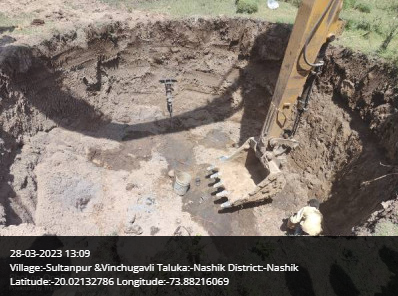 28-03-2023 13:09
Village:-Sultanpur &Vinchugavli Taluka:-Nashik District:-Nashik
Latitude:-20.02132786 Longitude:-73.88216069